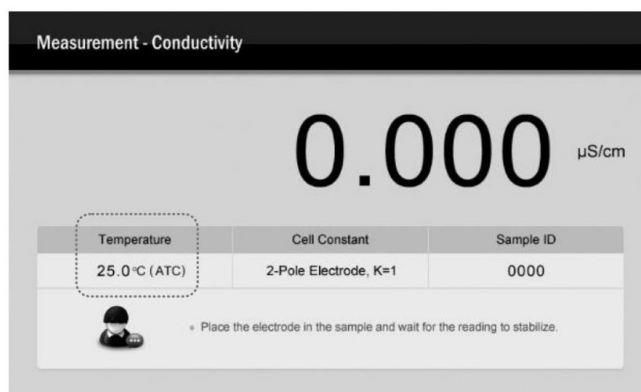 Measurement - Conductivity
0.000 µS/cm
Temperature Cell Constant Sample ID
25.0 °C (ATC) 2-Pole Electrode, K=1 0000
Place the electrode in the sample and wait for the reading to stabilize.